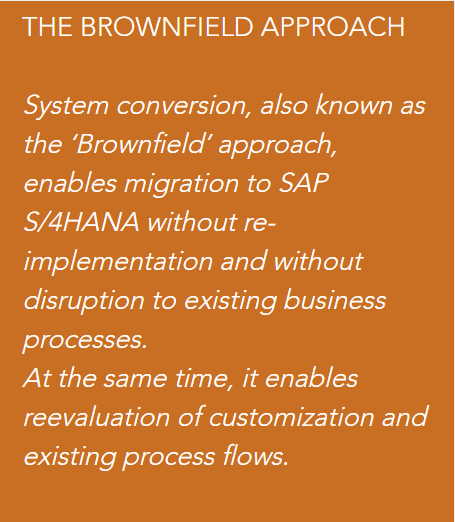 THE BROWNFIELD APPROACH
System conversion, also known as
the ‘Brownfield’ approach,
enables migration to SAP
S/4HANA without re-
implementation and without
disruption to existing business
processes.
At the same time, it enables
reevaluation of customization and
existing process flows.